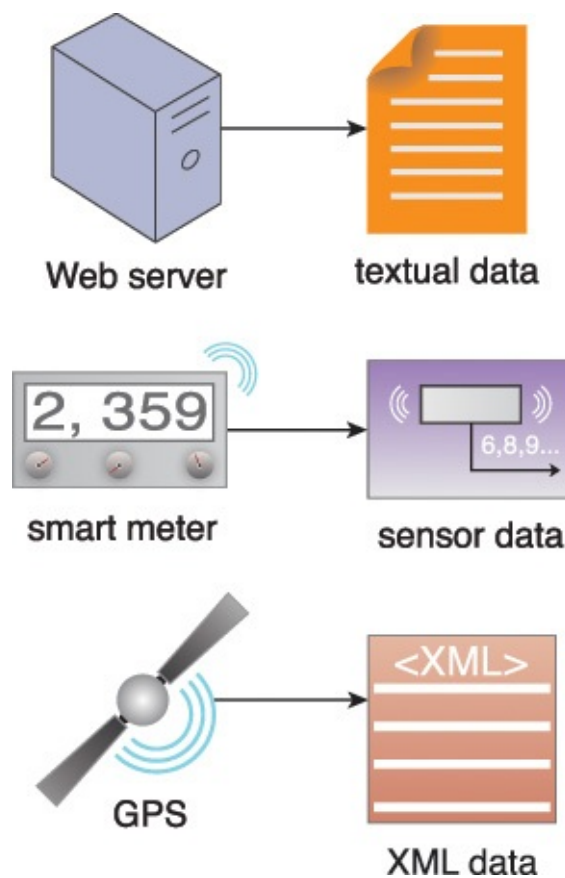 Web server
textual data
2, 359
6,8,9...
smart meter
sensor data
<XML>
GPS
XML data